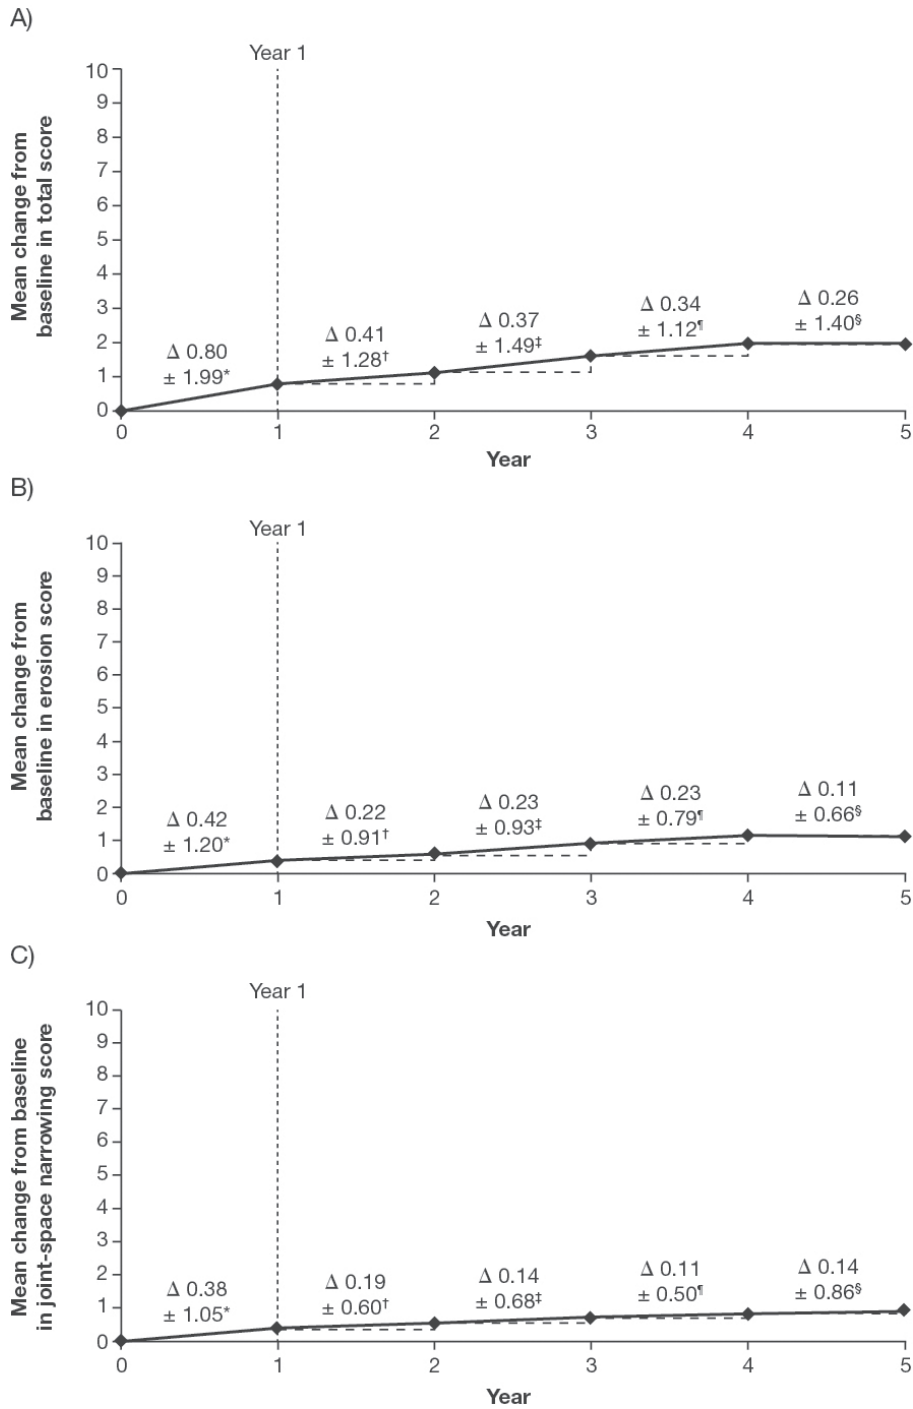 A)
Year 1
Mean change from
baseline in total score
10
9
8
7
6
5
4
3
2
1
0
Δ 0.80
± 1.99*
Δ 0.41
± 1.28†
Δ 0.37
± 1.49‡
Δ 0.34
± 1.12¶
Δ 0.26
± 1.40§
0 1 2 3 4 5
Year
B)
Year 1
Mean change from
baseline in erosion score
10
9
8
7
6
5
4
3
2
1
0
Δ 0.42
± 1.20*
Δ 0.22
± 0.91†
Δ 0.23
± 0.93‡
Δ 0.23
± 0.79¶
Δ 0.11
± 0.66§
0 1 2 3 4 5
Year
C)
Year 1
Mean change from baseline
in joint-space narrowing score
10
9
8
7
6
5
4
3
2
1
0
Δ 0.38
± 1.05*
Δ 0.19
± 0.60†
Δ 0.14
± 0.68‡
Δ 0.11
± 0.50¶
Δ 0.14
± 0.86§
0 1 2 3 4 5
Year